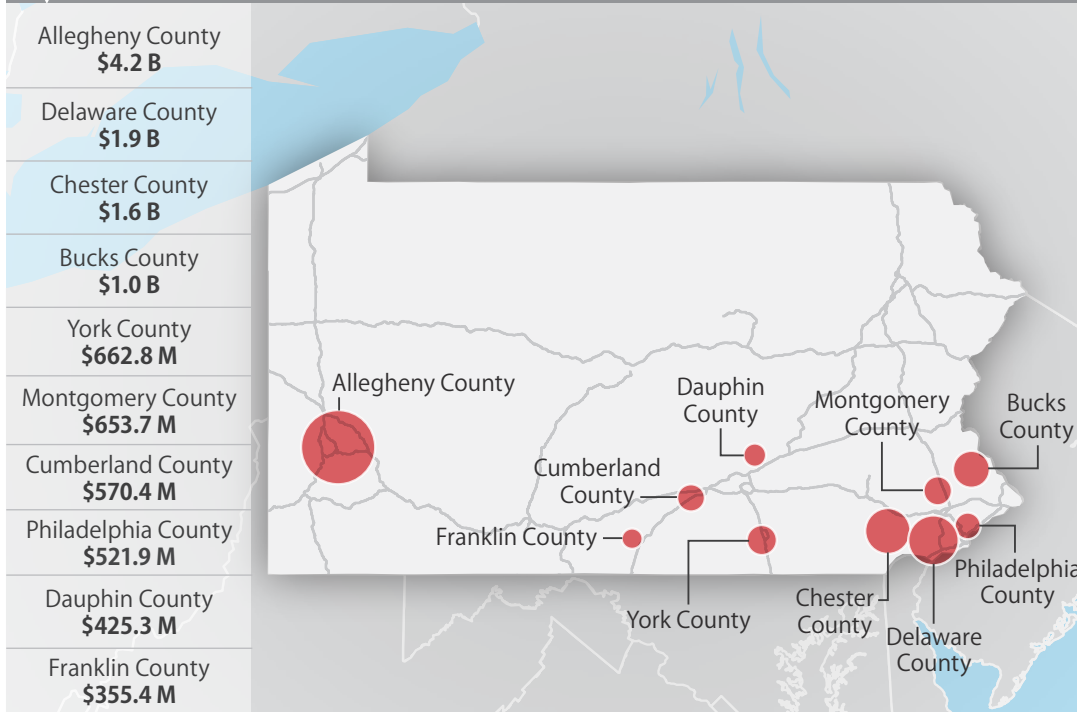 Allegheny County
$4.2 B
Delaware County
$1.9 B
Chester County
$1.6 B
Bucks County
$1.0 B
York County
$662.8 M
Montgomery County
$653.7 M
Cumberland County
$570.4 M
Philadelphia County
$521.9 M
Dauphin County
$425.3 M
Franklin County
$355.4 M
Allegheny County
Dauphin
County
Montgomery
County
Bucks
County
Cumberland
County
Franklin County
York County
Chester
County
Delaware
County
Philadelphia
County